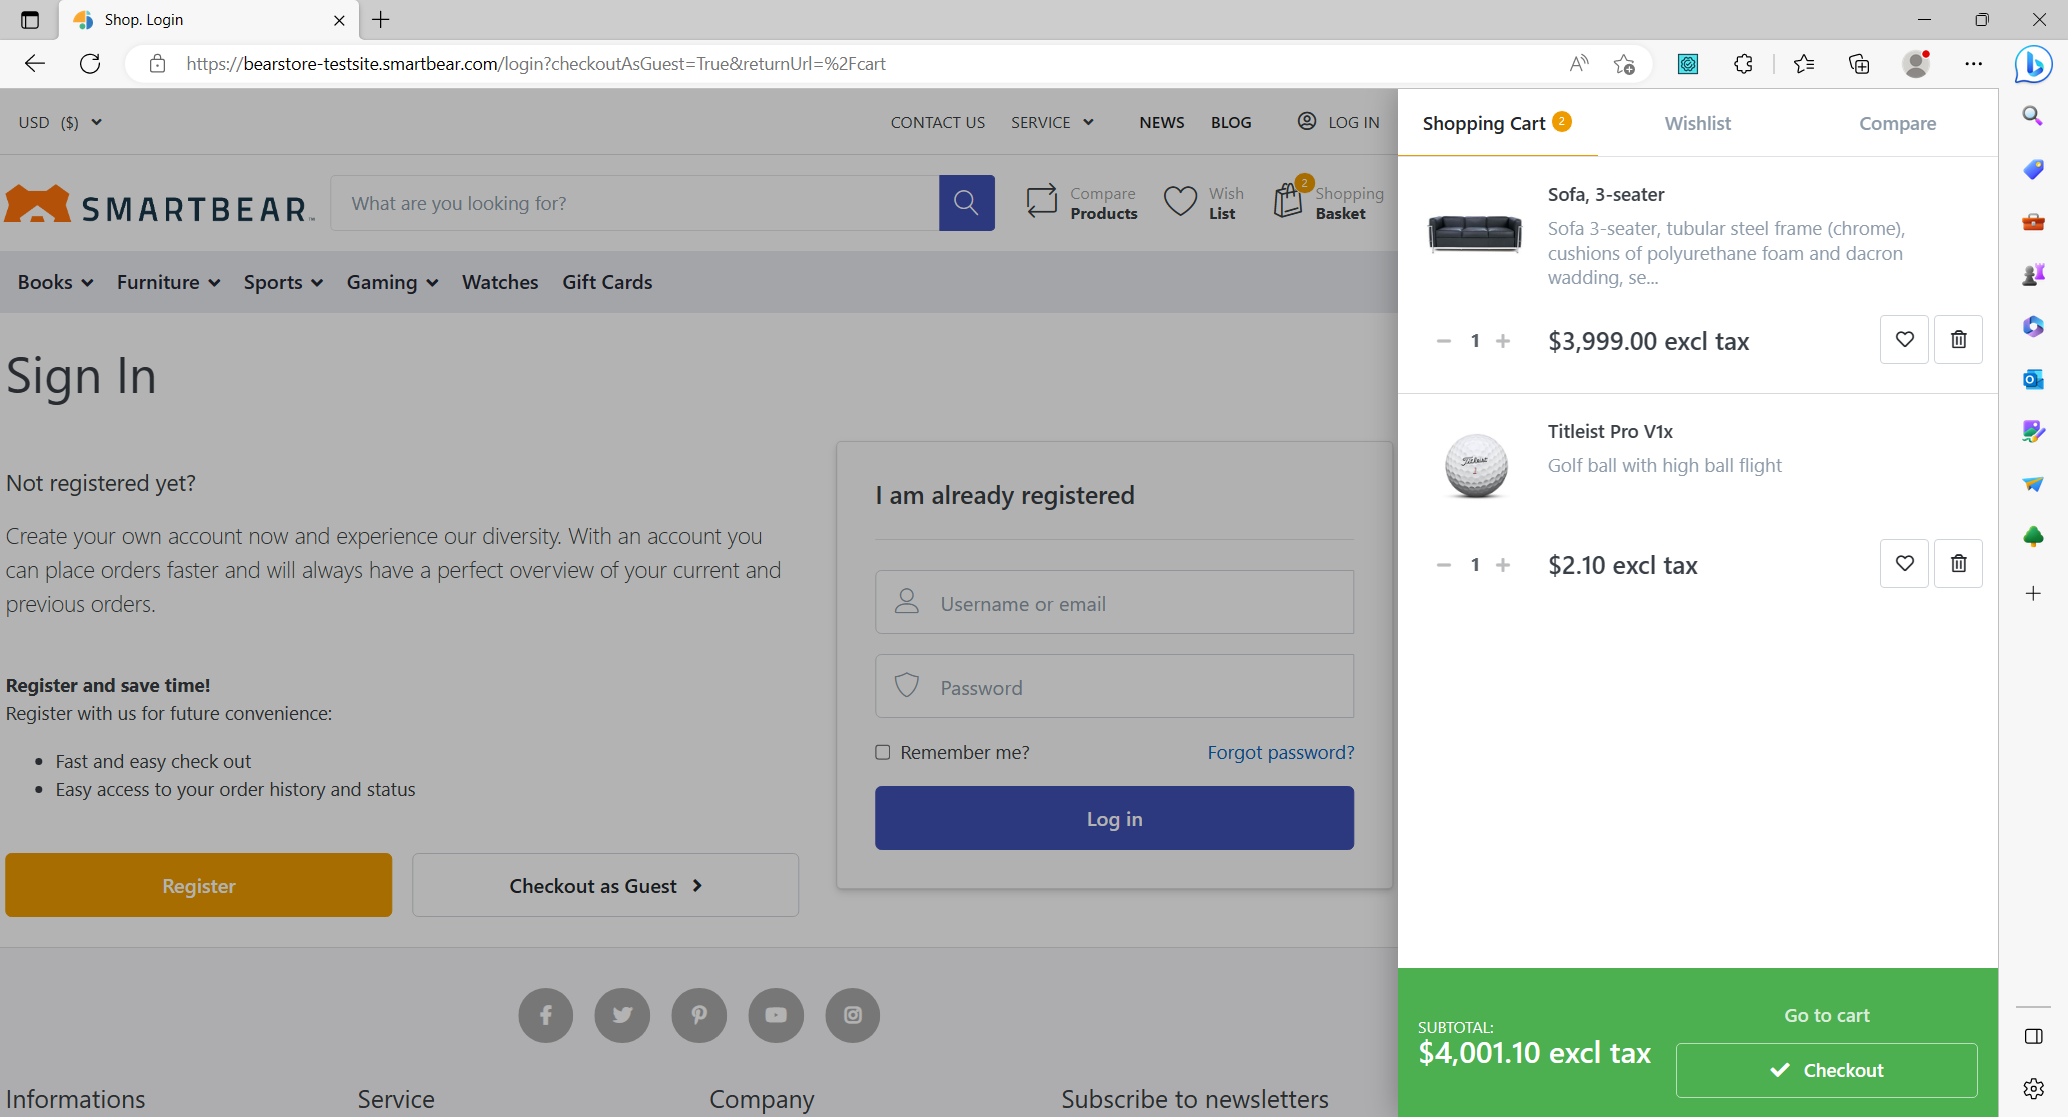 Shop. Login
https://bearstore-testsite.smartbear.com/login?checkoutAsGuest=True&returnUrl=%2Fcart
USD ($)
CONTACT US SERVICE NEWS BLOG LOG IN
SMARTBEAR™
What are you looking for?
Compare
Products
Wish
List
2
Shopping
Basket
Books Furniture Sports Gaming Watches Gift Cards
Sign In
Not registered yet?
Create your own account now and experience our diversity. With an account you
can place orders faster and will always have a perfect overview of your current and
previous orders.
Register and save time!
Register with us for future convenience:
• Fast and easy check out
• Easy access to your order history and status
Register
Checkout as Guest
I am already registered
Username or email
Password
Remember me? Forgot password?
Log in
Informations Service Company Subscribe to newsletters
Shopping Cart 2 Wishlist Compare
Sofa, 3-seater
Sofa 3-seater, tubular steel frame (chrome),
cushions of polyurethane foam and dacron
wadding, se...
− 1 + $3,999.00 excl tax
Titleist Pro V1x
Golf ball with high ball flight
Titleist
− 1 + $2.10 excl tax
SUBTOTAL:
$4,001.10 excl tax
Go to cart
Checkout